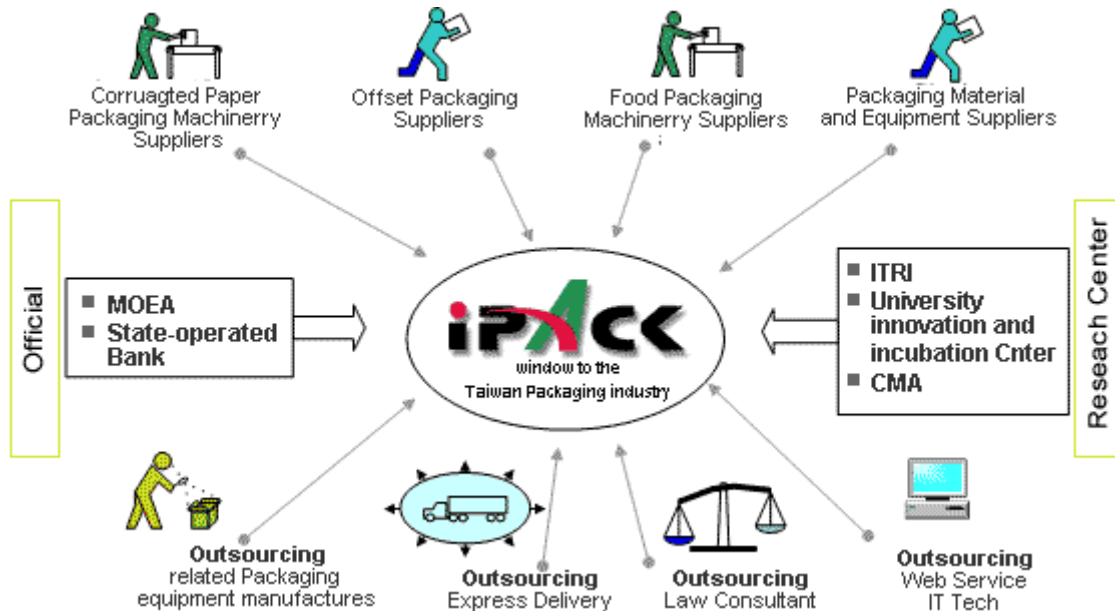 Corruagted Paper
Packaging Machinerry
Suppliers
Offset Packaging
Suppliers
Food Packaging
Machinerry Suppliers
Packaging Material
and Equipment Suppliers
Official
MOEA
State-operated
Bank
iPACK
window to the
Taiwan Packaging industry
ITRI
University
innovation and
incubation Cnter
CMA
Reseach Center
Outsourcing
related Packaging
equipment manufactures
Outsourcing
Express Delivery
Outsourcing
Law Consultant
Outsourcing
Web Service
IT Tech